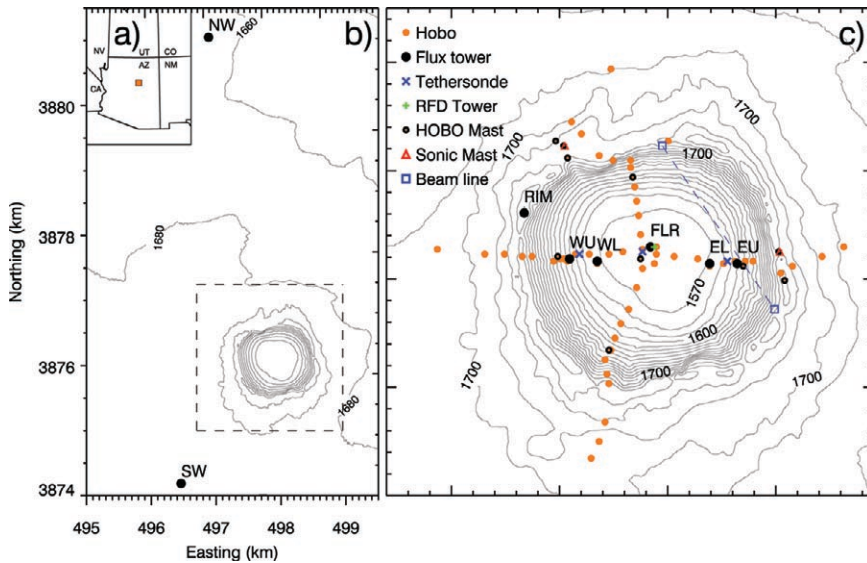 a)
NV
UT
CO
CA
AZ
NM
b)
NW
1680
3880
1680
3878
3876
1680
SW
3874
495 496 497 498 499
Easting (km)
Northing (km)
c)
Hobo
Flux tower
Tethersonde
RFD Tower
HOBO Mast
Sonic Mast
Beam line
1700
1700
1700
RIM
WU
WL
FLR
EL
EU
1570
1600
1700
1700
1700